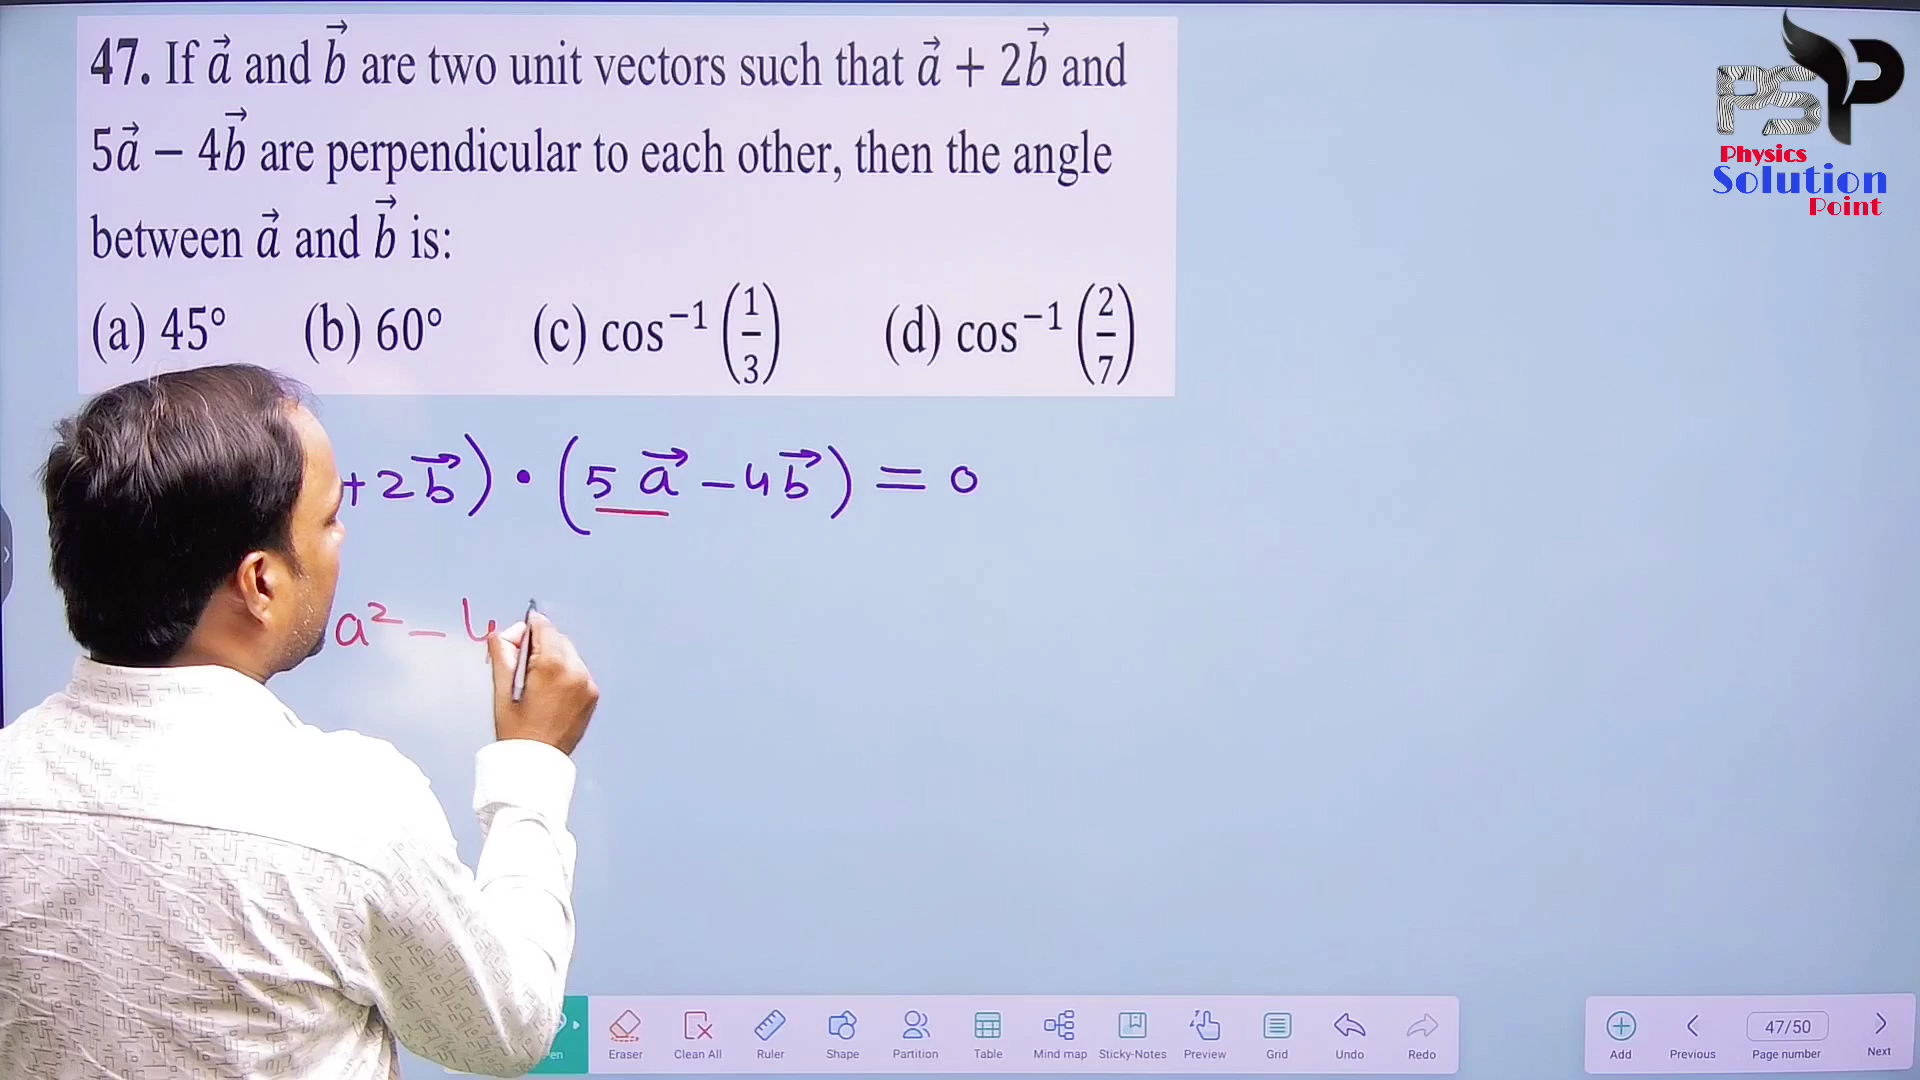 47. If a⃗ and b⃗ are two unit vectors such that a⃗ + 2b⃗ and
5a⃗ − 4b⃗ are perpendicular to each other, then the angle
between a⃗ and b⃗ is:
(a) 45° (b) 60° (c) cos⁻¹(1/3) (d) cos⁻¹(2/7)
PSP
Physics
Solution
Point
+ 2b⃗) • (5a⃗ − 4b⃗) = 0
a² − 4
Eraser Clean All Ruler Shape Partition Table Mind map Sticky-Notes Preview Grid Undo Redo
Add Previous 47/50 Page number Next